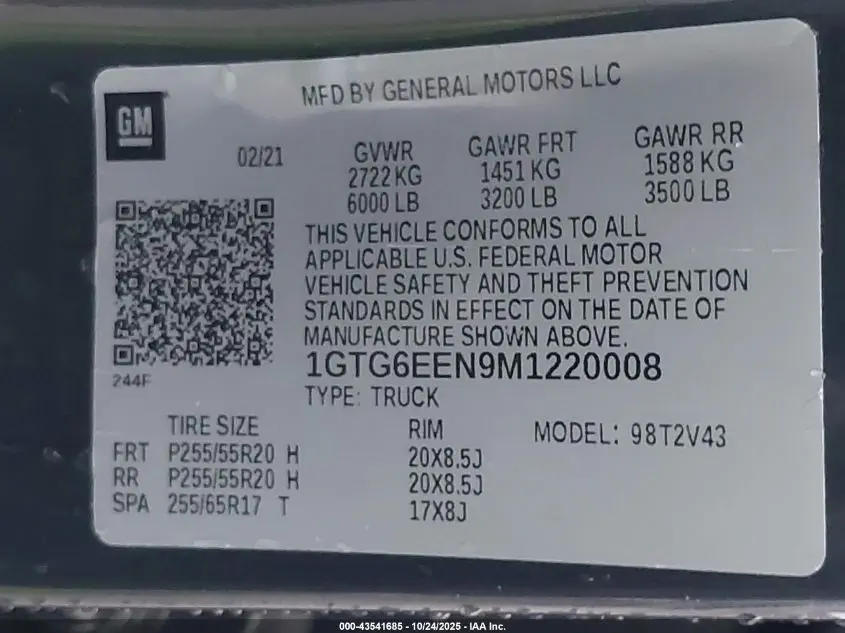 MFD BY GENERAL MOTORS LLC
GM
02/21
GVWR GAWR FRT GAWR RR
2722 KG 1451 KG 1588 KG
6000 LB 3200 LB 3500 LB
THIS VEHICLE CONFORMS TO ALL
APPLICABLE U.S. FEDERAL MOTOR
VEHICLE SAFETY AND THEFT PREVENTION
STANDARDS IN EFFECT ON THE DATE OF
MANUFACTURE SHOWN ABOVE.
1GTG6EEN9M1220008
244F
TYPE: TRUCK
TIRE SIZE RIM MODEL: 98T2V43
FRT P255/55R20 H 20X8.5J
RR P255/55R20 H 20X8.5J
SPA 255/65R17 T 17X8J
000-43541685 - 10/24/2025 - IAA Inc.